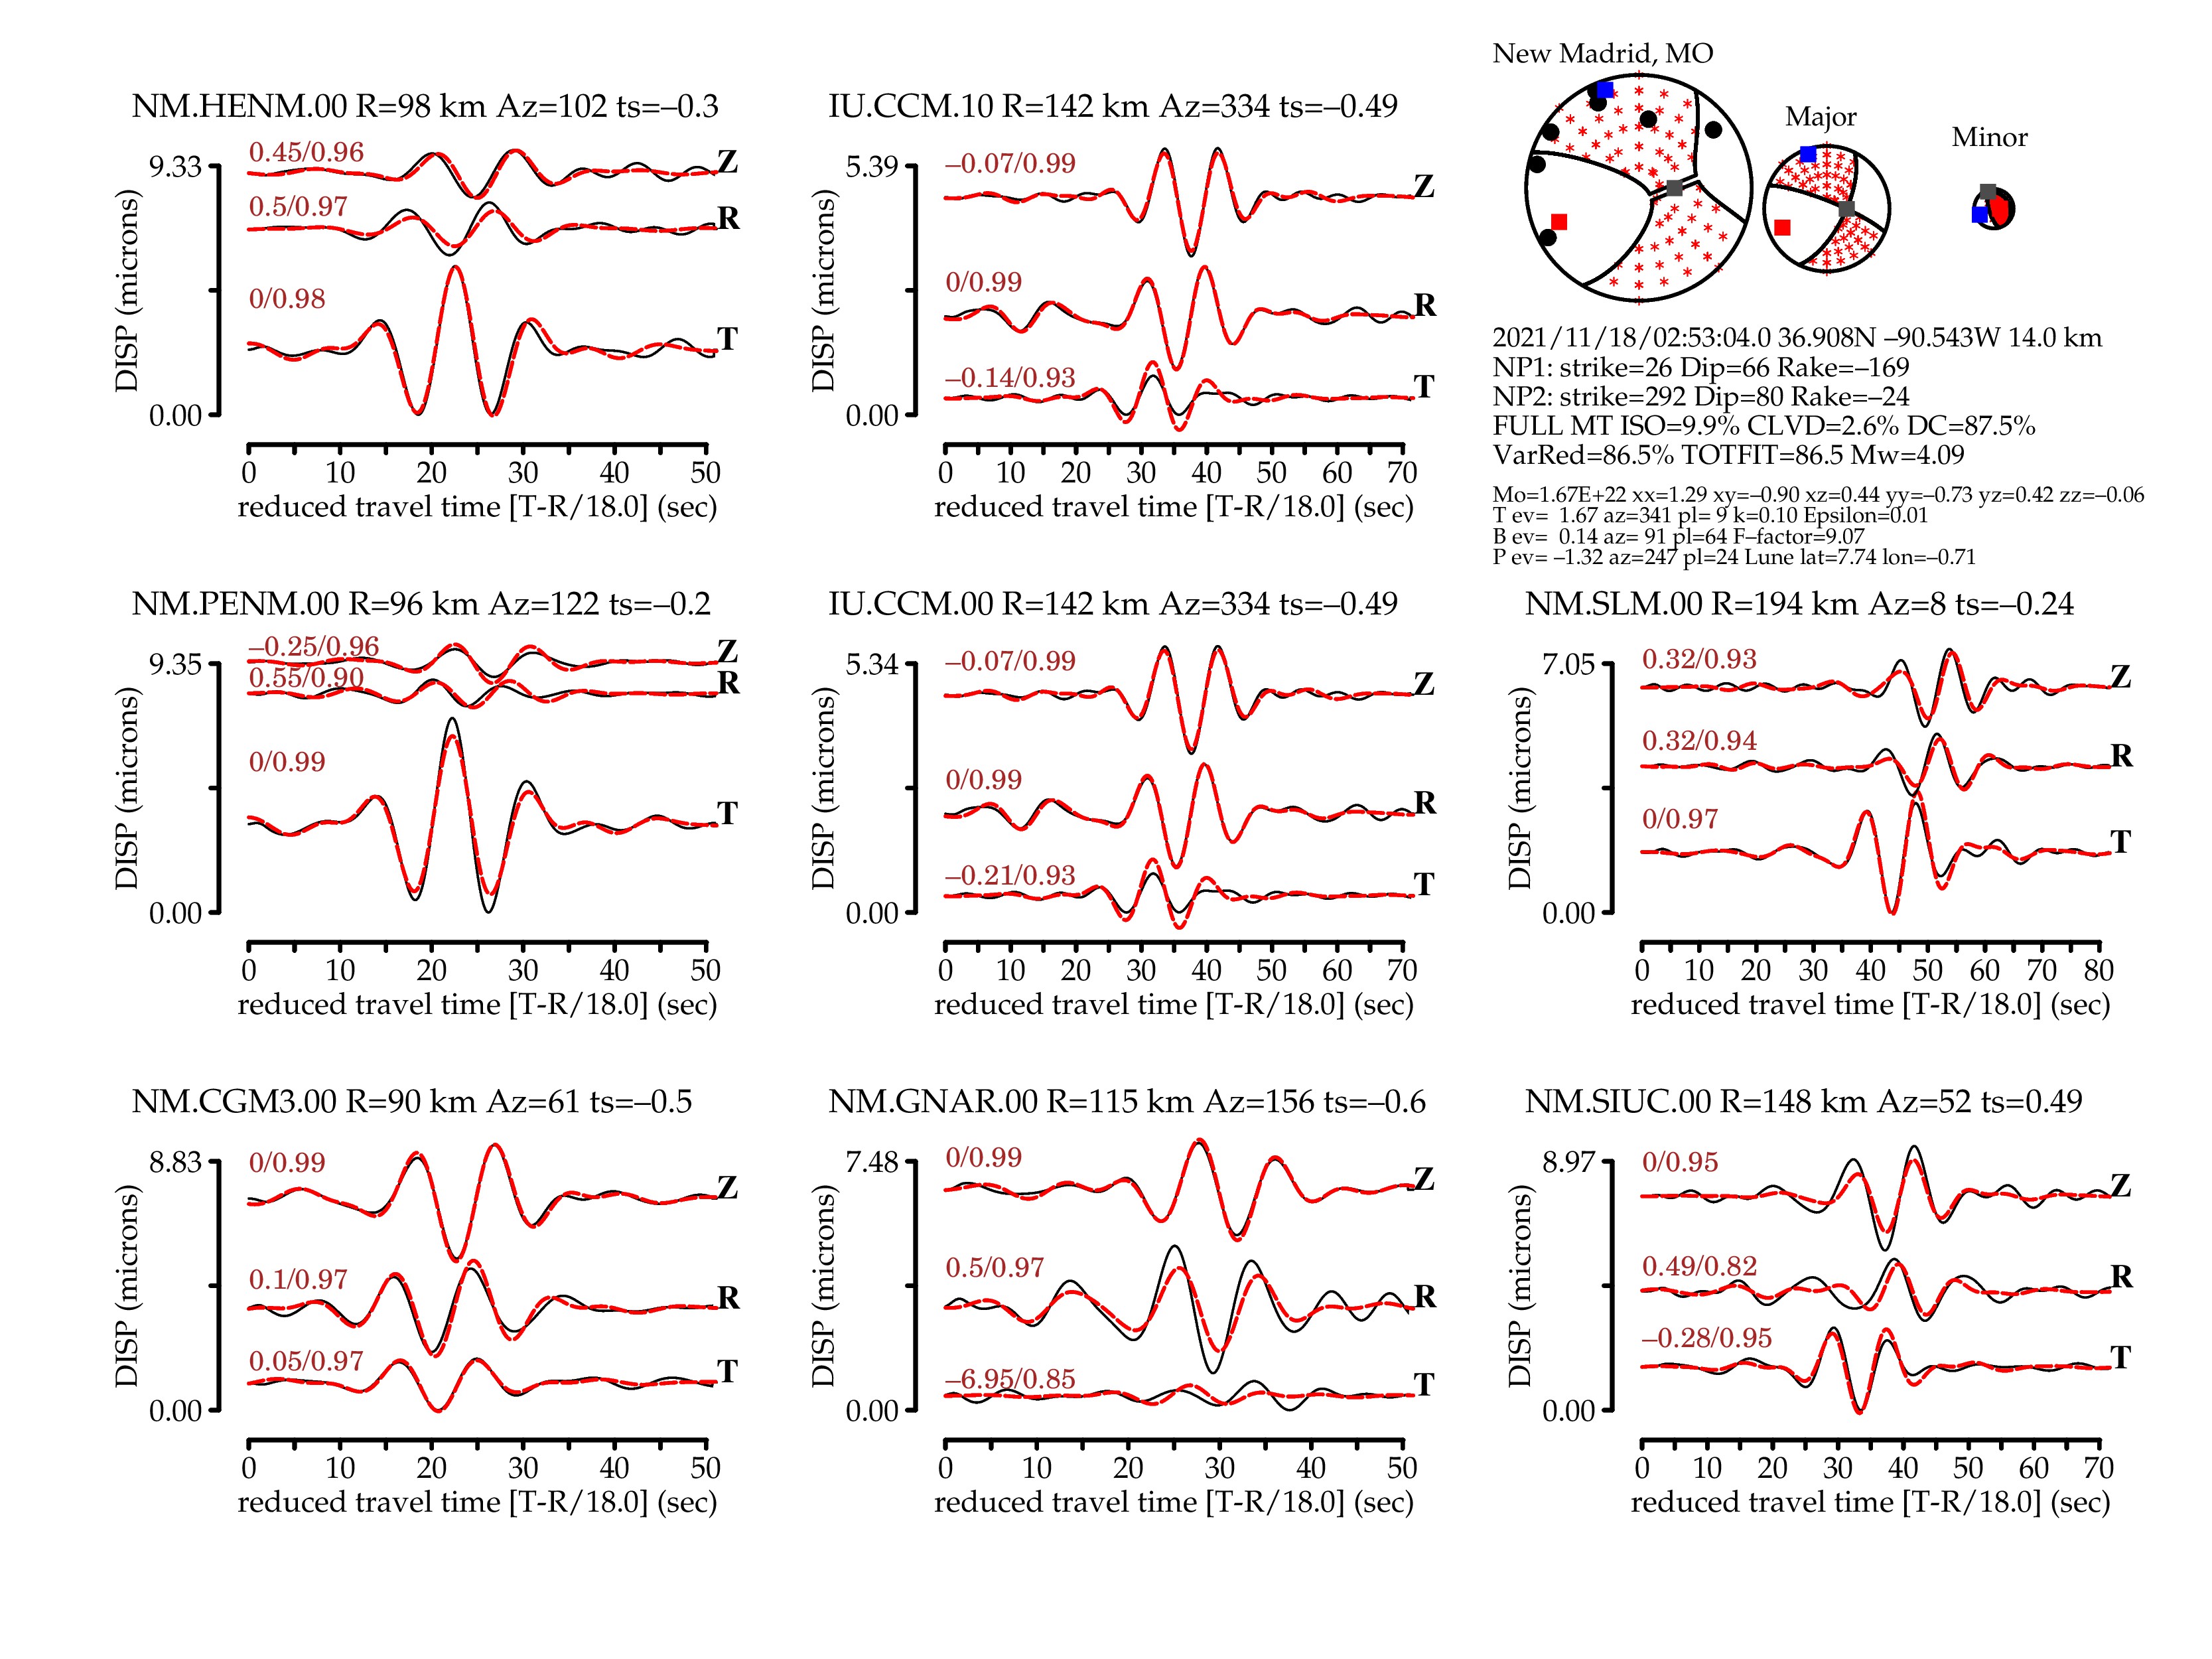 New Madrid, MO
Major
Minor
2021/11/18/02:53:04.0 36.908N –90.543W 14.0 km
NP1: strike=26 Dip=66 Rake=–169
NP2: strike=292 Dip=80 Rake=–24
FULL MT ISO=9.9% CLVD=2.6% DC=87.5%
VarRed=86.5% TOTFIT=86.5 Mw=4.09
Mo=1.67E+22 xx=1.29 xy=–0.90 xz=0.44 yy=–0.73 yz=0.42 zz=–0.06
T ev= 1.67 az=341 pl= 9 k=0.10 Epsilon=0.01
B ev= 0.14 az= 91 pl=64 F–factor=9.07
P ev= –1.32 az=247 pl=24 Lune lat=7.74 lon=–0.71
NM.HENM.00 R=98 km Az=102 ts=–0.3
DISP (microns)
9.33
0.00
0.45/0.96
Z
0.5/0.97
R
0/0.98
T
0 10 20 30 40 50
reduced travel time [T-R/18.0] (sec)
IU.CCM.10 R=142 km Az=334 ts=–0.49
DISP (microns)
5.39
0.00
–0.07/0.99
Z
0/0.99
R
–0.14/0.93
T
0 10 20 30 40 50 60 70
reduced travel time [T-R/18.0] (sec)
NM.PENM.00 R=96 km Az=122 ts=–0.2
DISP (microns)
9.35
0.00
–0.25/0.96
Z
0.55/0.90
R
0/0.99
T
0 10 20 30 40 50
reduced travel time [T-R/18.0] (sec)
IU.CCM.00 R=142 km Az=334 ts=–0.49
DISP (microns)
5.34
0.00
–0.07/0.99
Z
0/0.99
R
–0.21/0.93
T
0 10 20 30 40 50 60 70
reduced travel time [T-R/18.0] (sec)
NM.SLM.00 R=194 km Az=8 ts=–0.24
DISP (microns)
7.05
0.00
0.32/0.93
Z
0.32/0.94
R
0/0.97
T
0 10 20 30 40 50 60 70 80
reduced travel time [T-R/18.0] (sec)
NM.CGM3.00 R=90 km Az=61 ts=–0.5
DISP (microns)
8.83
0.00
0/0.99
Z
0.1/0.97
R
0.05/0.97
T
0 10 20 30 40 50
reduced travel time [T-R/18.0] (sec)
NM.GNAR.00 R=115 km Az=156 ts=–0.6
DISP (microns)
7.48
0.00
0/0.99
Z
0.5/0.97
R
–6.95/0.85
T
0 10 20 30 40 50
reduced travel time [T-R/18.0] (sec)
NM.SIUC.00 R=148 km Az=52 ts=0.49
DISP (microns)
8.97
0.00
0/0.95
Z
0.49/0.82
R
–0.28/0.95
T
0 10 20 30 40 50 60 70
reduced travel time [T-R/18.0] (sec)